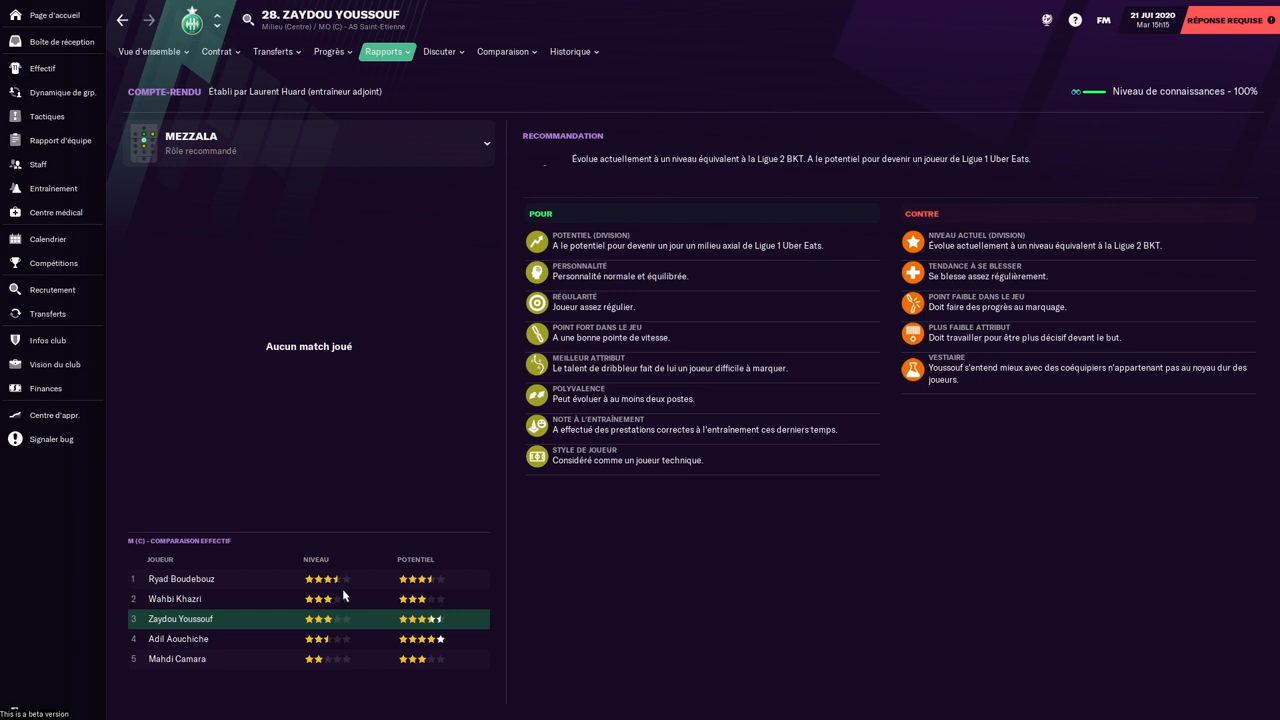 Page d'accueil
Boîte de réception
Effectif
Dynamique de grp.
Tactiques
Rapport d'équipe
Staff
Entraînement
Centre médical
Calendrier
Compétitions
Recrutement
Transferts
Infos club
Vision du club
Finances
Centre d'appr.
Signaler bug
This is a beta version
28. ZAYDOU YOUSSOUF
Milieu (Centre) / MO (C) - AS Saint-Etienne
FM
21 JUI 2020
Mar 15h15
RÉPONSE REQUISE
Vue d'ensemble
Contrat
Transferts
Progrès
Rapports
Discuter
Comparaison
Historique
COMPTE-RENDU Établi par Laurent Huard (entraîneur adjoint)
Niveau de connaissances - 100%
MEZZALA
Rôle recommandé
Aucun match joué
M (C) - COMPARAISON EFFECTIF
JOUEUR NIVEAU POTENTIEL
1 Ryad Boudebouz
2 Wahbi Khazri
3 Zaydou Youssouf
4 Adil Aouchiche
5 Mahdi Camara
RECOMMANDATION
- Évolue actuellement à un niveau équivalent à la Ligue 2 BKT. A le potentiel pour devenir un joueur de Ligue 1 Uber Eats.
POUR
POTENTIEL (DIVISION)
A le potentiel pour devenir un jour un milieu axial de Ligue 1 Uber Eats.
PERSONNALITÉ
Personnalité normale et équilibrée.
RÉGULARITÉ
Joueur assez régulier.
POINT FORT DANS LE JEU
A une bonne pointe de vitesse.
MEILLEUR ATTRIBUT
Le talent de dribbleur fait de lui un joueur difficile à marquer.
POLYVALENCE
Peut évoluer à au moins deux postes.
NOTE À L'ENTRAÎNEMENT
A effectué des prestations correctes à l'entraînement ces derniers temps.
STYLE DE JOUEUR
Considéré comme un joueur technique.
CONTRE
NIVEAU ACTUEL (DIVISION)
Évolue actuellement à un niveau équivalent à la Ligue 2 BKT.
TENDANCE À SE BLESSER
Se blesse assez régulièrement.
POINT FAIBLE DANS LE JEU
Doit faire des progrès au marquage.
PLUS FAIBLE ATTRIBUT
Doit travailler pour être plus décisif devant le but.
VESTIAIRE
Youssouf s'entend mieux avec des coéquipiers n'appartenant pas au noyau dur des
joueurs.